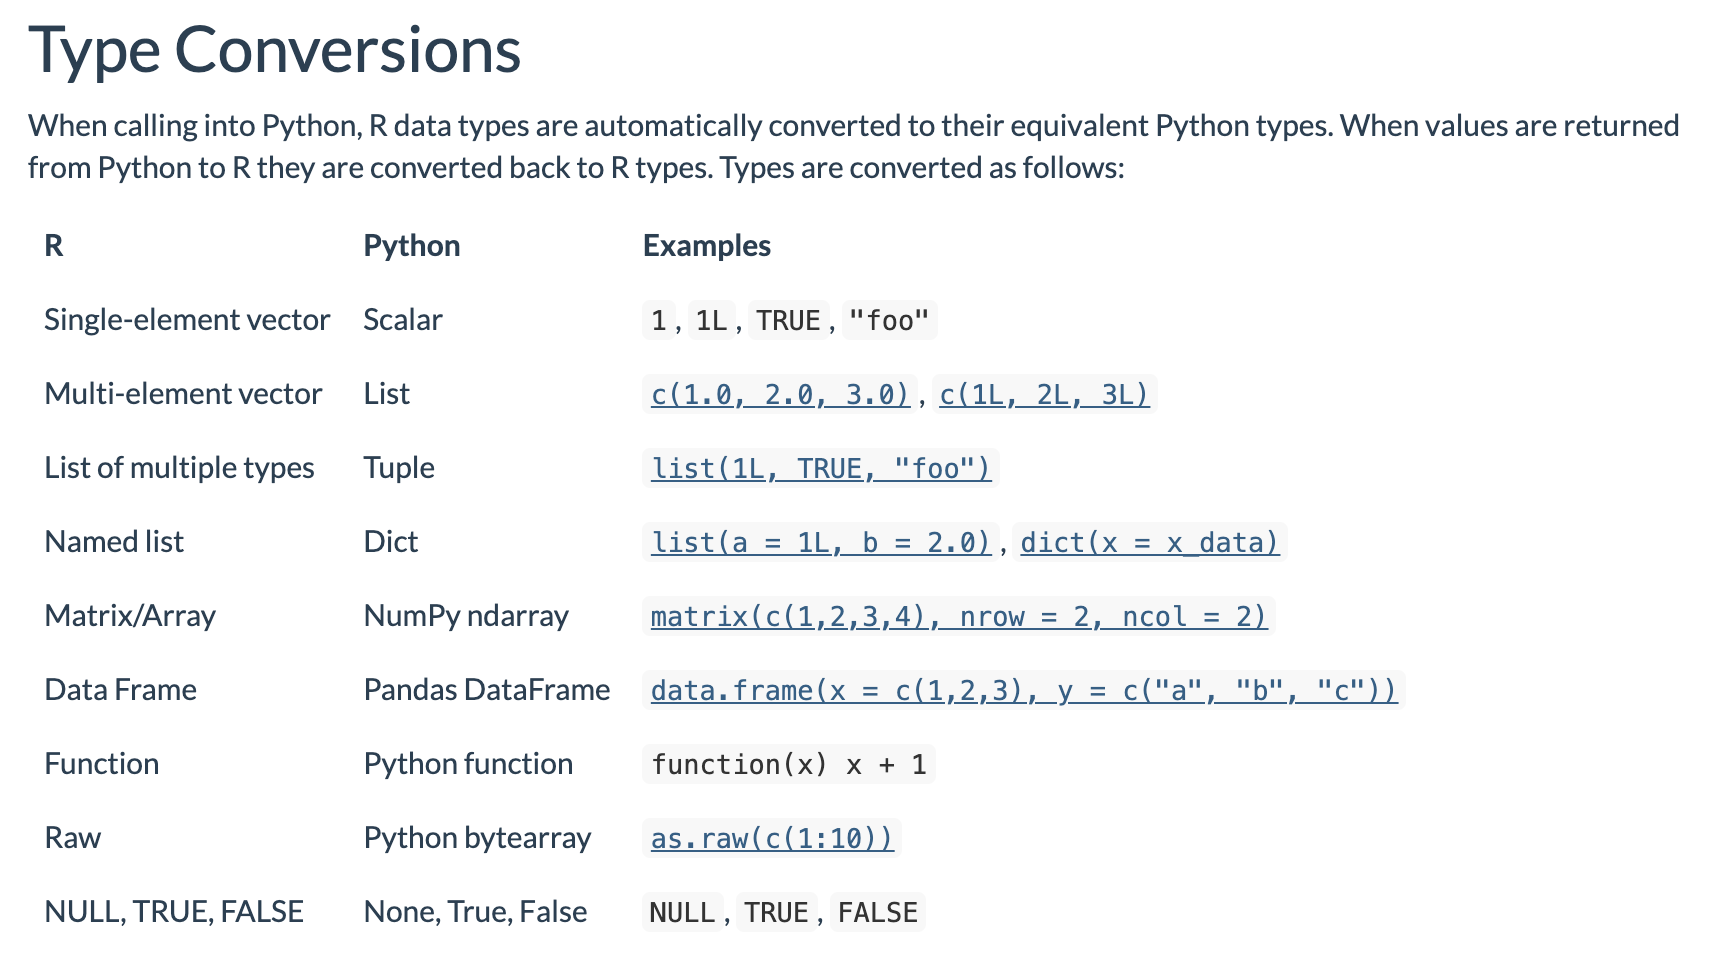 Type Conversions
When calling into Python, R data types are automatically converted to their equivalent Python types. When values are returned
from Python to R they are converted back to R types. Types are converted as follows:
R Python Examples
Single-element vector Scalar 1, 1L, TRUE, "foo"
Multi-element vector List c(1.0, 2.0, 3.0), c(1L, 2L, 3L)
List of multiple types Tuple list(1L, TRUE, "foo")
Named list Dict list(a = 1L, b = 2.0), dict(x = x_data)
Matrix/Array NumPy ndarray matrix(c(1,2,3,4), nrow = 2, ncol = 2)
Data Frame Pandas DataFrame data.frame(x = c(1,2,3), y = c("a", "b", "c"))
Function Python function function(x) x + 1
Raw Python bytearray as.raw(c(1:10))
NULL, TRUE, FALSE None, True, False NULL, TRUE, FALSE